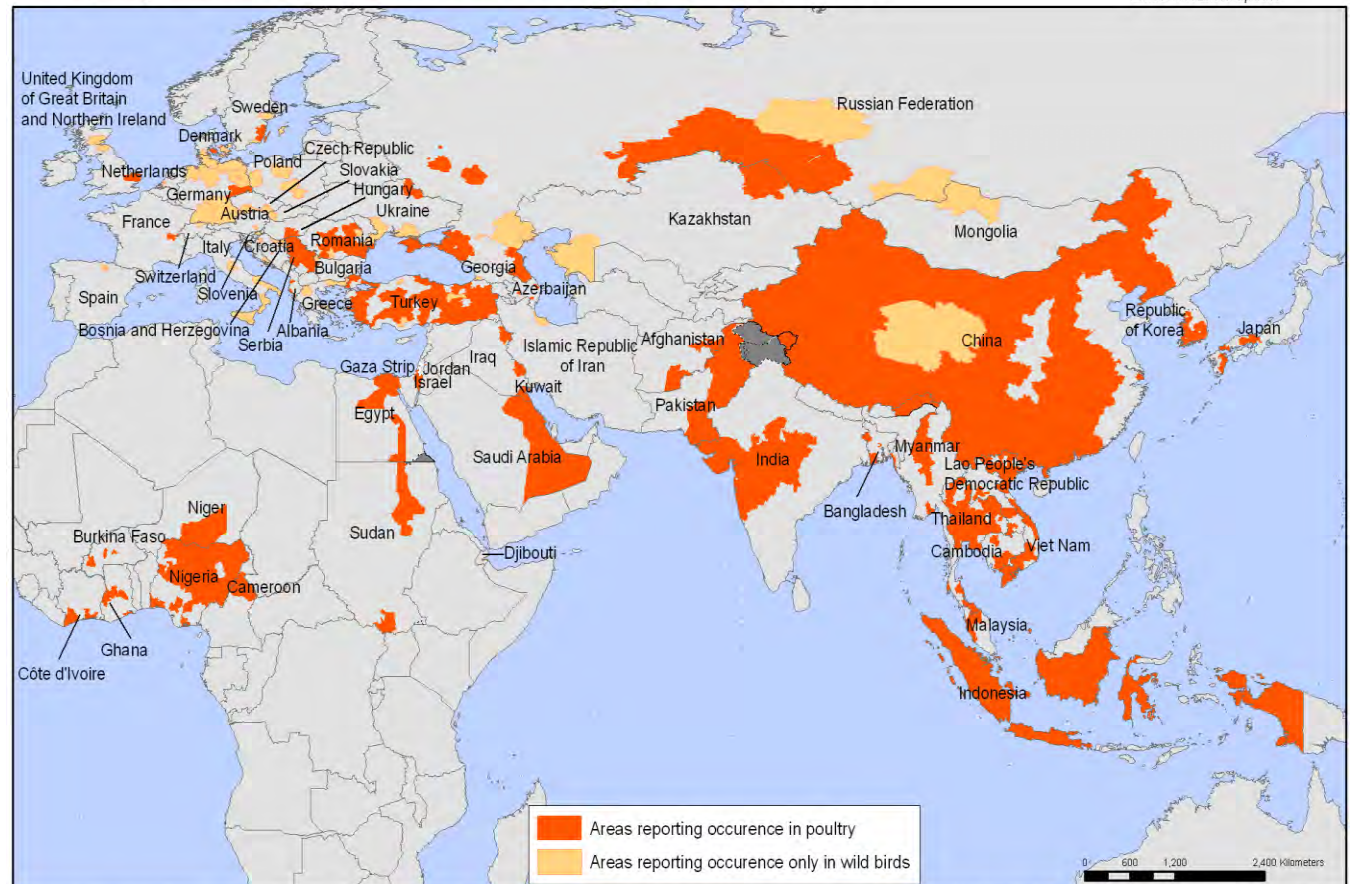 United Kingdom
of Great Britain
and Northern Ireland
Sweden
Denmark
Russian Federation
Czech Republic
Poland
Netherlands
Slovakia
Germany
Hungary
Austria
Ukraine
France
Kazakhstan
Mongolia
Italy
Croatia
Romania
Switzerland
Bulgaria
Georgia
Slovenia
Azerbaijan
Spain
Greece
Turkey
Republic
of Korea
Japan
Bosnia and Herzegovina
Albania
Serbia
Afghanistan
China
Islamic Republic
of Iran
Iraq
Gaza Strip
Jordan
Israel
Kuwait
Pakistan
Egypt
Myanmar
Saudi Arabia
India
Lao People's
Democratic Republic
Niger
Bangladesh
Thailand
Burkina Faso
Sudan
Viet Nam
Cambodia
Djibouti
Nigeria
Cameroon
Malaysia
Ghana
Côte d'Ivoire
Indonesia
Areas reporting occurence in poultry
Areas reporting occurence only in wild birds
0 600 1,200 2,400 Kilometers